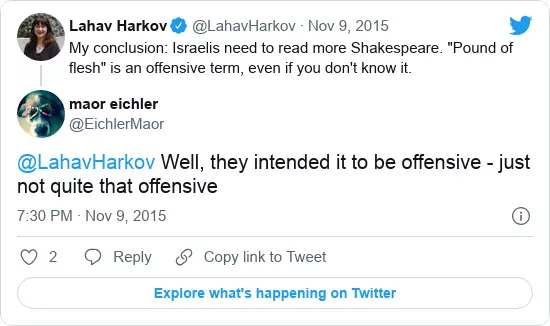 Lahav Harkov @LahavHarkov · Nov 9, 2015
My conclusion: Israelis need to read more Shakespeare. "Pound of
flesh" is an offensive term, even if you don't know it.
maor eichler
@EichlerMaor
@LahavHarkov Well, they intended it to be offensive - just
not quite that offensive
7:30 PM · Nov 9, 2015
2 Reply Copy link to Tweet
Explore what's happening on Twitter